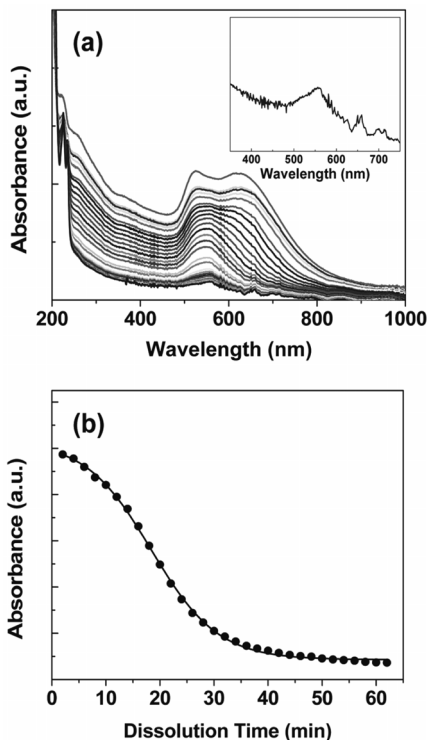 (a)
400 500 600 700
Wavelength (nm)
Absorbance (a.u.)
200 400 600 800 1000
Wavelength (nm)
(b)
Absorbance (a.u.)
0 10 20 30 40 50 60
Dissolution Time (min)